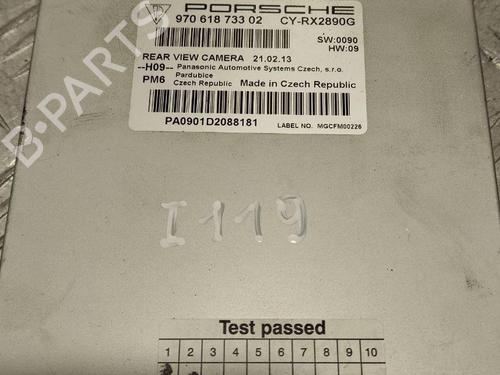 PORSCHE
970 618 733 02 CY-RX2890G
SW:0090
HW:09
REAR VIEW CAMERA 21.02.13
--H09-- Panasonic Automotive Systems Czech, s.r.o.
Pardubice
PM6 Czech Republic Made in Czech Republic
PA0901D2088181 LABEL NO. MGCFM00226
I119
B-PARTS
Test passed
1 2 3 4 5 6 7 8 9 10